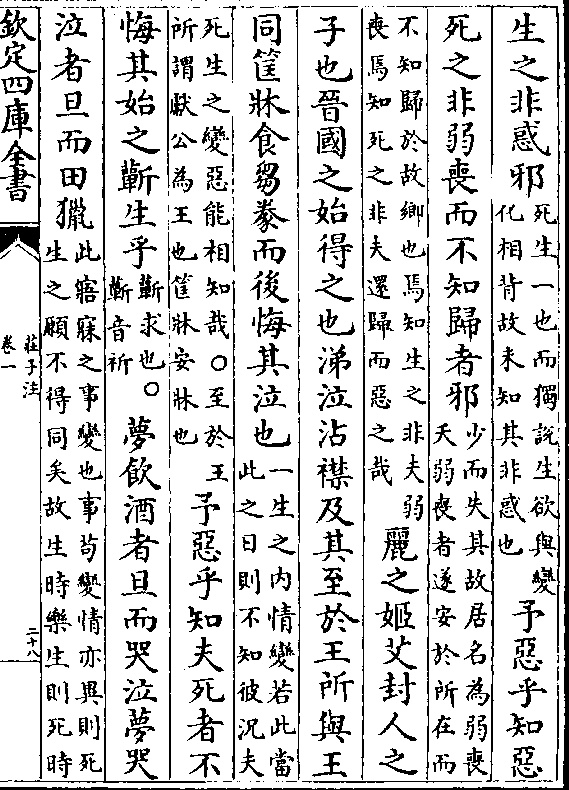 生之非惑邪
死生一也而獨説生欲與變
化相背故未知其非惑也
予惡乎知惡
死之非弱喪而不知歸者邪
少而失其故居名為弱喪
夫弱喪者遂安於所在而
不知歸於故鄉也焉知生之非夫弱
喪焉知死之非夫還歸而惡之哉
麗之姬艾封人之
子也晉國之始得之也涕泣沾襟及其至於王所與王
同筐牀食芻豢而後悔其泣也
一生之内情變若此當
此之日則不知彼況夫
死生之變惡能相知哉○至於王
所謂獻公為王也筐牀安牀也
予惡乎知夫死者不
悔其始之蘄生乎
蘄求也○
蘄音祈
夢飲酒者旦而哭泣夢哭
泣者旦而田獵
此寤寐之事變也事茍變情亦異則死
生之願不得同矣故生時樂生則死時
欽定四庫全書
莊子注
卷一
二十八